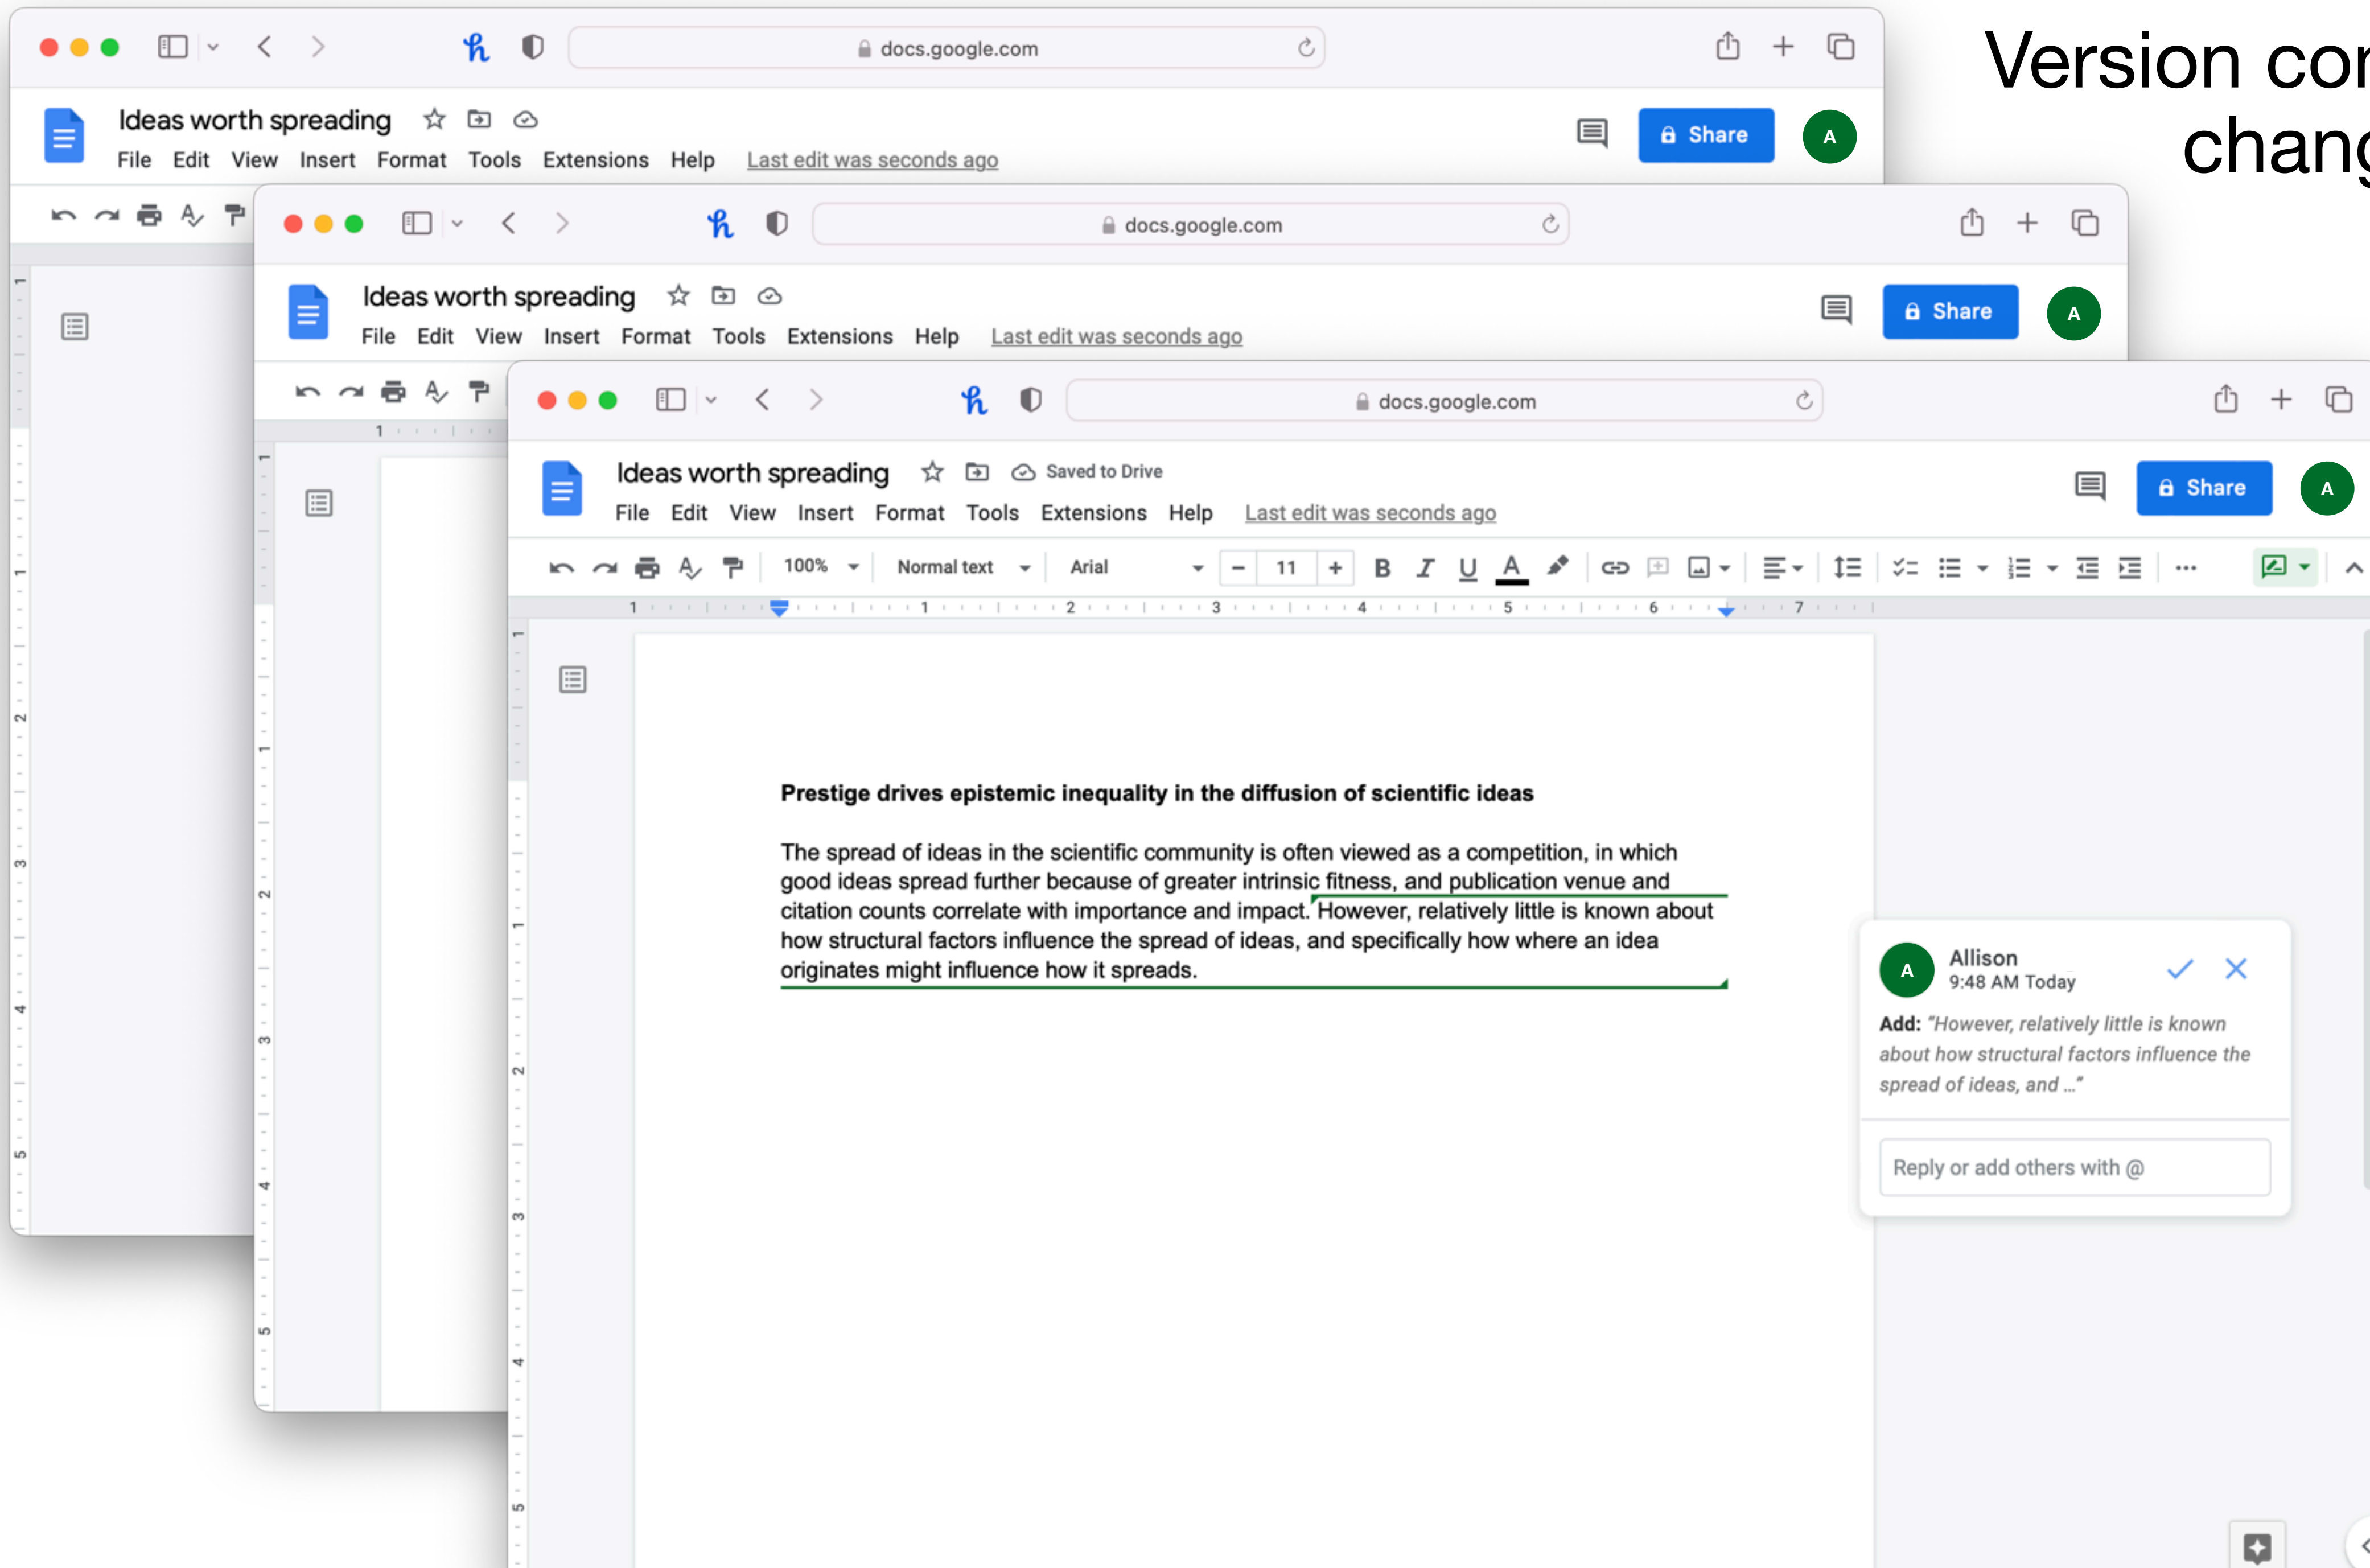 Version
docs.google.com
Ideas worth spreading
File Edit View Insert Format Tools Extensions Help Last edit was seconds ago
Share
A
docs.google.com
Ideas worth spreading
File Edit View Insert Format Tools Extensions Help Last edit was seconds ago
Share
A
docs.google.com
Ideas worth spreading Saved to Drive
File Edit View Insert Format Tools Extensions Help Last edit was seconds ago
Share
A
100% Normal text Arial - 11 + B I U A
1 1 2 3 4 5 6 7
Prestige drives epistemic inequality in the diffusion of scientific ideas
The spread of ideas in the scientific community is often viewed as a competition, in which
good ideas spread further because of greater intrinsic fitness, and publication venue and
citation counts correlate with importance and impact. However, relatively little is known about
how structural factors influence the spread of ideas, and specifically how where an idea
originates might influence how it spreads.
A
Allison
9:48 AM Today
Add: "However, relatively little is known
about how structural factors influence the
spread of ideas, and ..."
Reply or add others with @